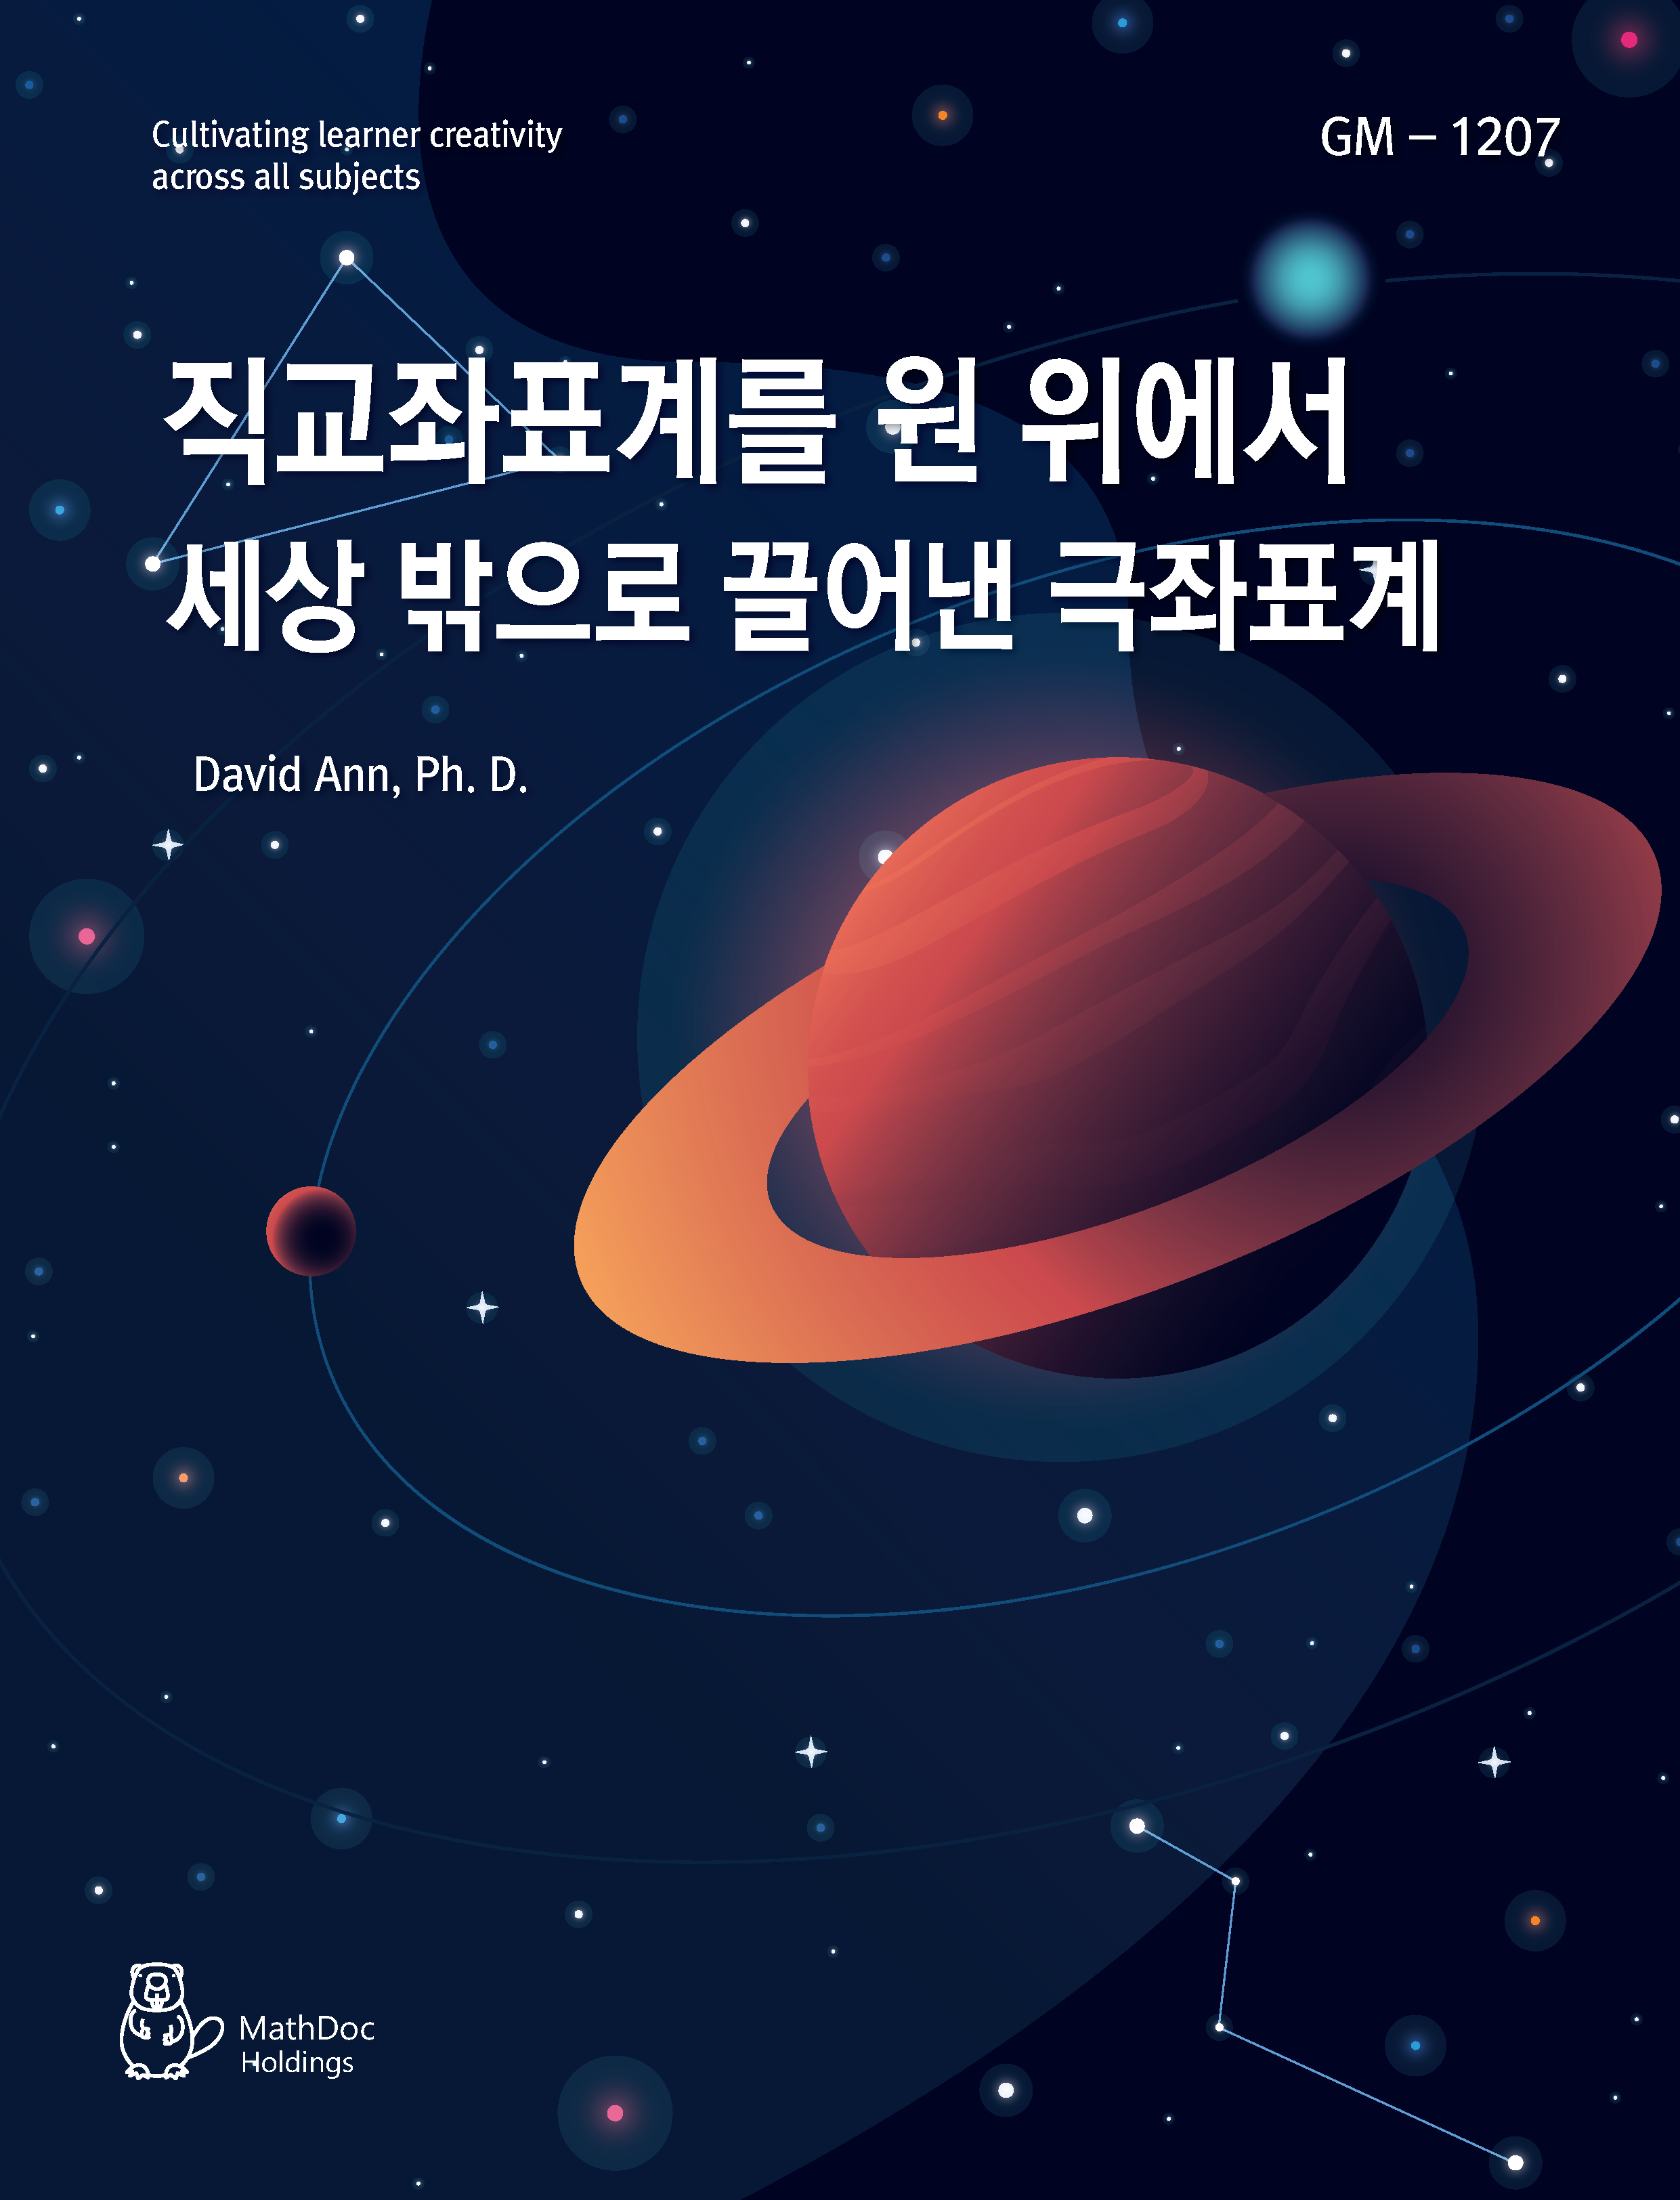 Cultivating learner creativity
across all subjects
GM – 1207
직교좌표계를 원 위에서
세상 밖으로 끌어낸 극좌표계
David Ann, Ph. D.
MathDoc
Holdings